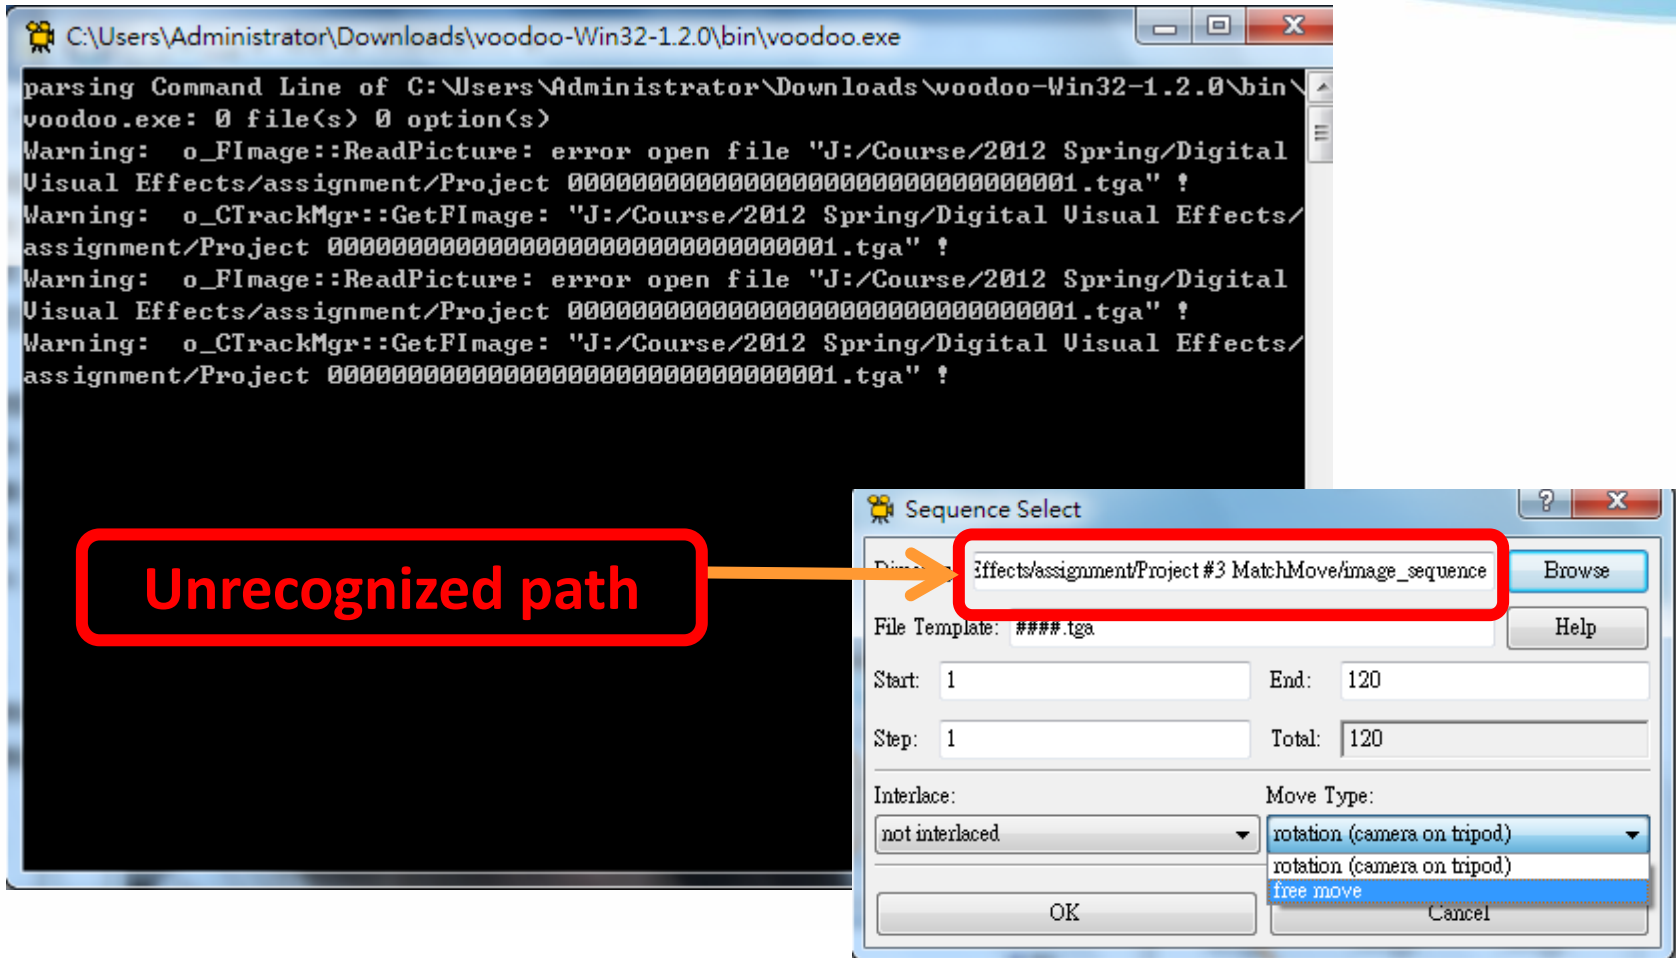 C:\Users\Administrator\Downloads\voodoo-Win32-1.2.0\bin\voodoo.exe
parsing Command Line of C:\Users\Administrator\Downloads\voodoo-Win32-1.2.0\bin\
voodoo.exe: 0 file(s) 0 option(s)
Warning:  o_FImage::ReadPicture: error open file "J:/Course/2012 Spring/Digital
Visual Effects/assignment/Project 00000000000000000000000000000001.tga" !
Warning:  o_CTrackMgr::GetFImage: "J:/Course/2012 Spring/Digital Visual Effects/
assignment/Project 00000000000000000000000000000001.tga" !
Warning:  o_FImage::ReadPicture: error open file "J:/Course/2012 Spring/Digital
Visual Effects/assignment/Project 00000000000000000000000000000001.tga" !
Warning:  o_CTrackMgr::GetFImage: "J:/Course/2012 Spring/Digital Visual Effects/
assignment/Project 00000000000000000000000000000001.tga" !
Unrecognized path
Sequence Select
Effects/assignment/Project #3 MatchMove/image_sequence
Browse
File Template: ####.tga
Help
Start: 1
End: 120
Step: 1
Total: 120
Interlace:
Move Type:
not interlaced
rotation (camera on tripod)
rotation (camera on tripod)
free move
OK
Cancel